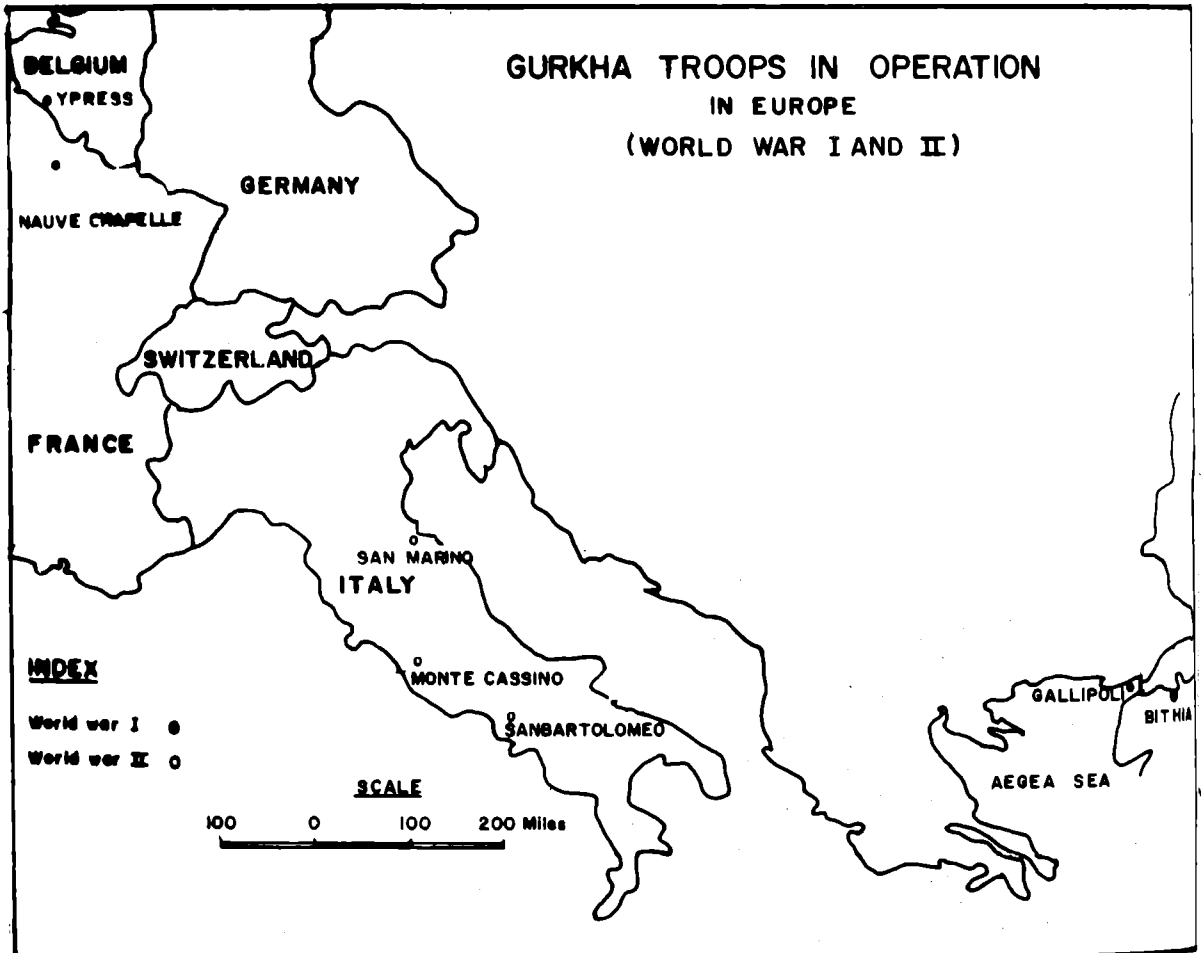 GURKHA TROOPS IN OPERATION
IN EUROPE
(WORLD WAR I AND II)
BELGIUM
YPRESS
GERMANY
NAUVE CHAPELLE
SWITZERLAND
FRANCE
SAN MARINO
ITALY
MONTE CASSINO
SANBARTOLOMEO
GALLIPOLI
BITHIA
AEGEA SEA
INDEX
World war I
World war II
SCALE
100 0 100 200 Miles